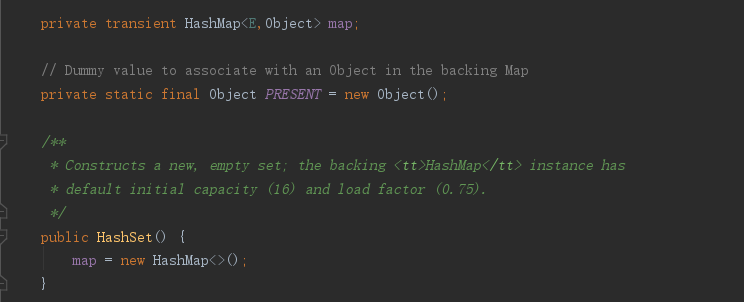 private transient HashMap<E,Object> map;
// Dummy value to associate with an Object in the backing Map
private static final Object PRESENT = new Object();
/**
* Constructs a new, empty set; the backing <tt>HashMap</tt> instance has
* default initial capacity (16) and load factor (0.75).
*/
public HashSet() {
map = new HashMap<>();
}